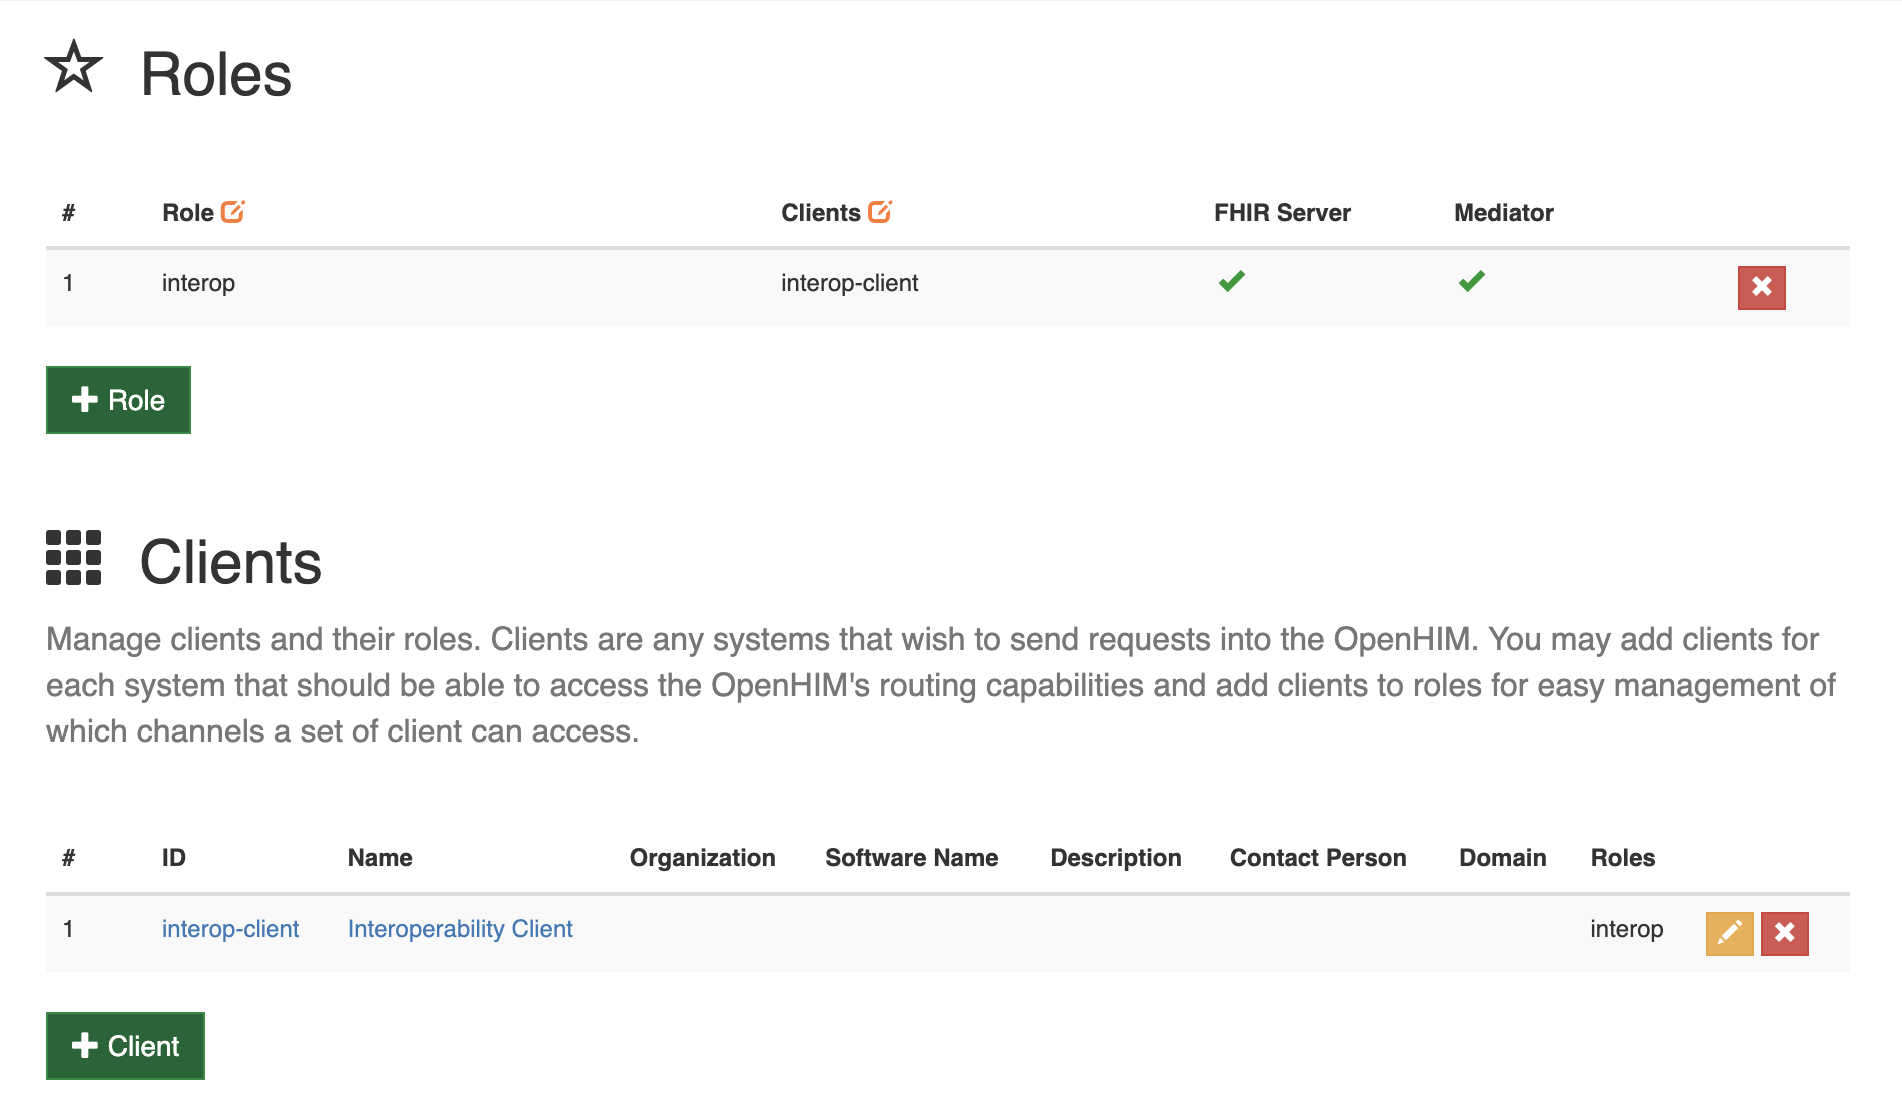 Roles
# Role Clients FHIR Server Mediator
1 interop interop-client
Role
Clients
Manage clients and their roles. Clients are any systems that wish to send requests into the OpenHIM. You may add clients for
each system that should be able to access the OpenHIM's routing capabilities and add clients to roles for easy management of
which channels a set of client can access.
# ID Name Organization Software Name Description Contact Person Domain Roles
1 interop-client Interoperability Client interop
Client